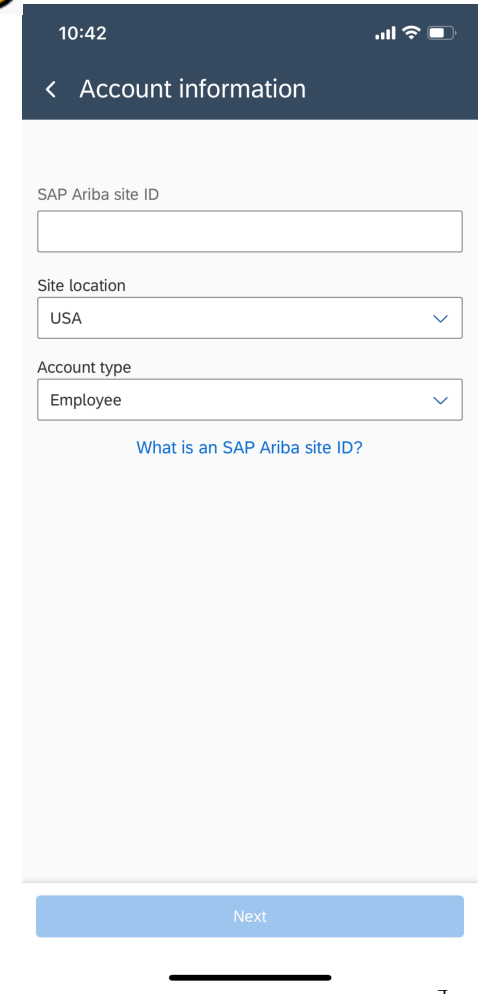 10:42
Account information
SAP Ariba site ID
Site location
USA
Account type
Employee
What is an SAP Ariba site ID?
Next